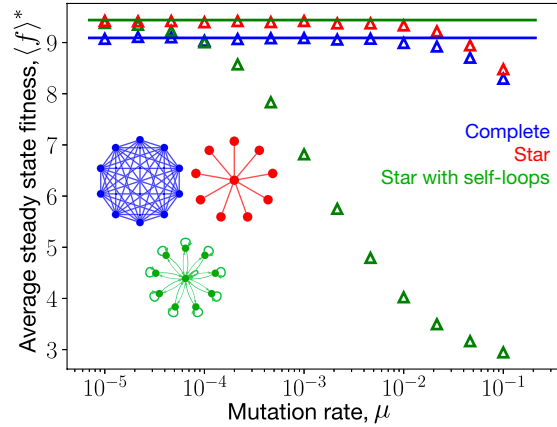 Average steady state fitness, ⟨f⟩*
9
8
7
6
5
4
3
Complete
Star
Star with self-loops
10⁻⁵
10⁻⁴
10⁻³
10⁻²
10⁻¹
Mutation rate, μ